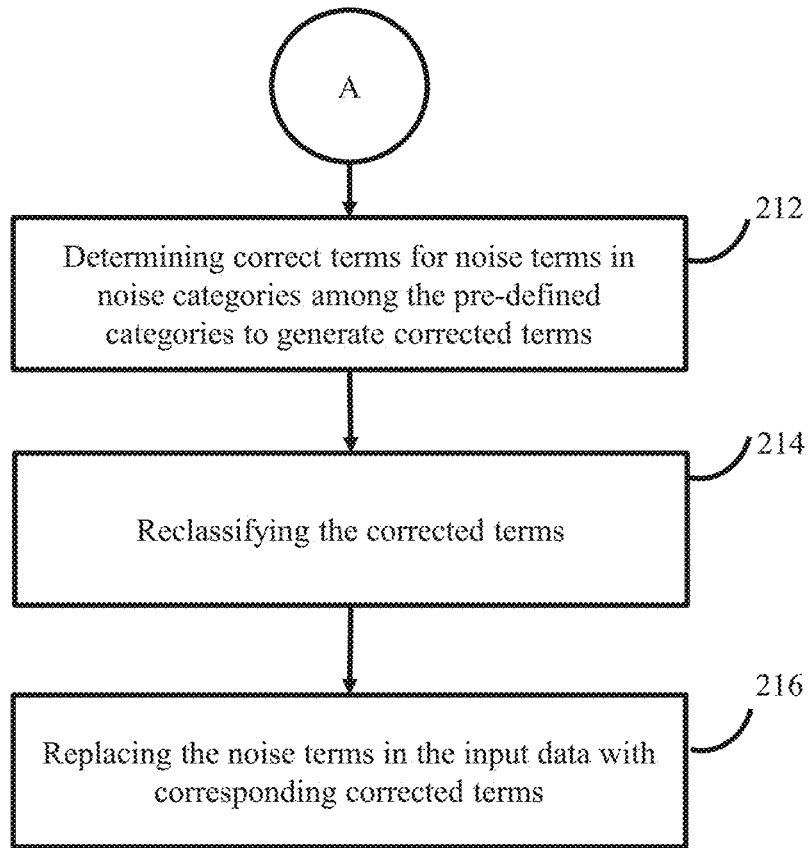 A
212
Determining correct terms for noise terms in
noise categories among the pre-defined
categories to generate corrected terms
214
Reclassifying the corrected terms
216
Replacing the noise terms in the input data with
corresponding corrected terms